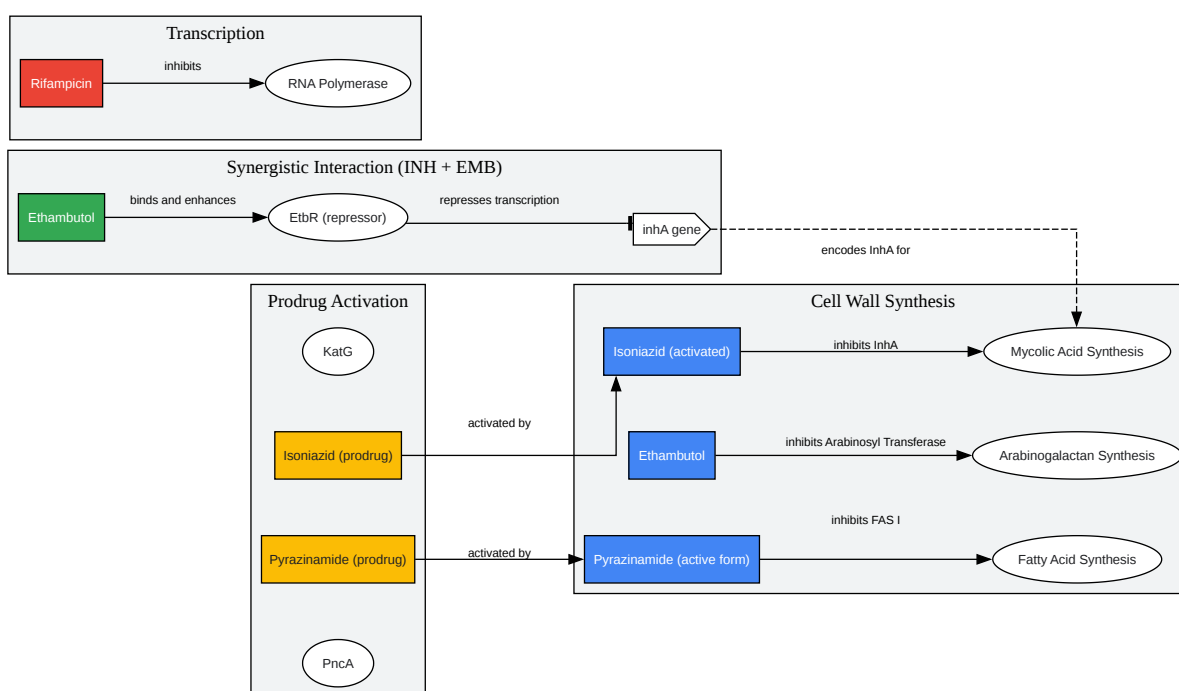 Transcription
Rifampicin
inhibits
RNA Polymerase
Synergistic Interaction (INH + EMB)
Ethambutol
binds and enhances
EtbR (repressor)
represses transcription
inhA gene
encodes InhA for
Prodrug Activation
KatG
Isoniazid (prodrug)
activated by
Pyrazinamide (prodrug)
activated by
PncA
Cell Wall Synthesis
Isoniazid (activated)
inhibits InhA
Mycolic Acid Synthesis
Ethambutol
inhibits Arabinosyl Transferase
Arabinogalactan Synthesis
Pyrazinamide (active form)
inhibits FAS I
Fatty Acid Synthesis